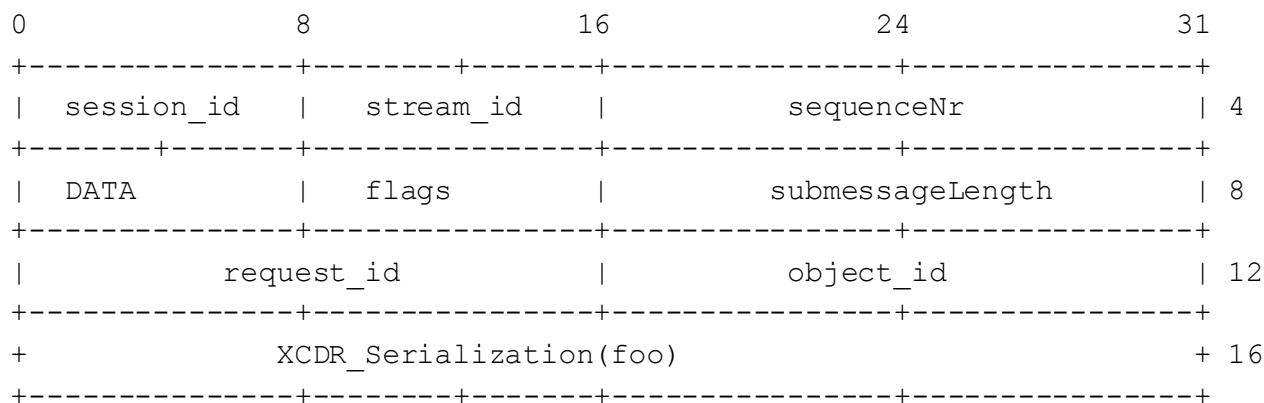 0               8               16              24             31
+---------------+--------+-------+---------------+---------------+
|  session_id   |   stream_id    |          sequenceNr           | 4
+-------+-------+----------------+---------------+---------------+
|  DATA         |   flags        |         submessageLength      | 8
+---------------+----------------+---------------+---------------+
|           request_id           |          object_id            | 12
+---------------+----------------+---------------+---------------+
+              XCDR_Serialization(foo)                           + 16
+---------------+--------+-------+---------------+---------------+